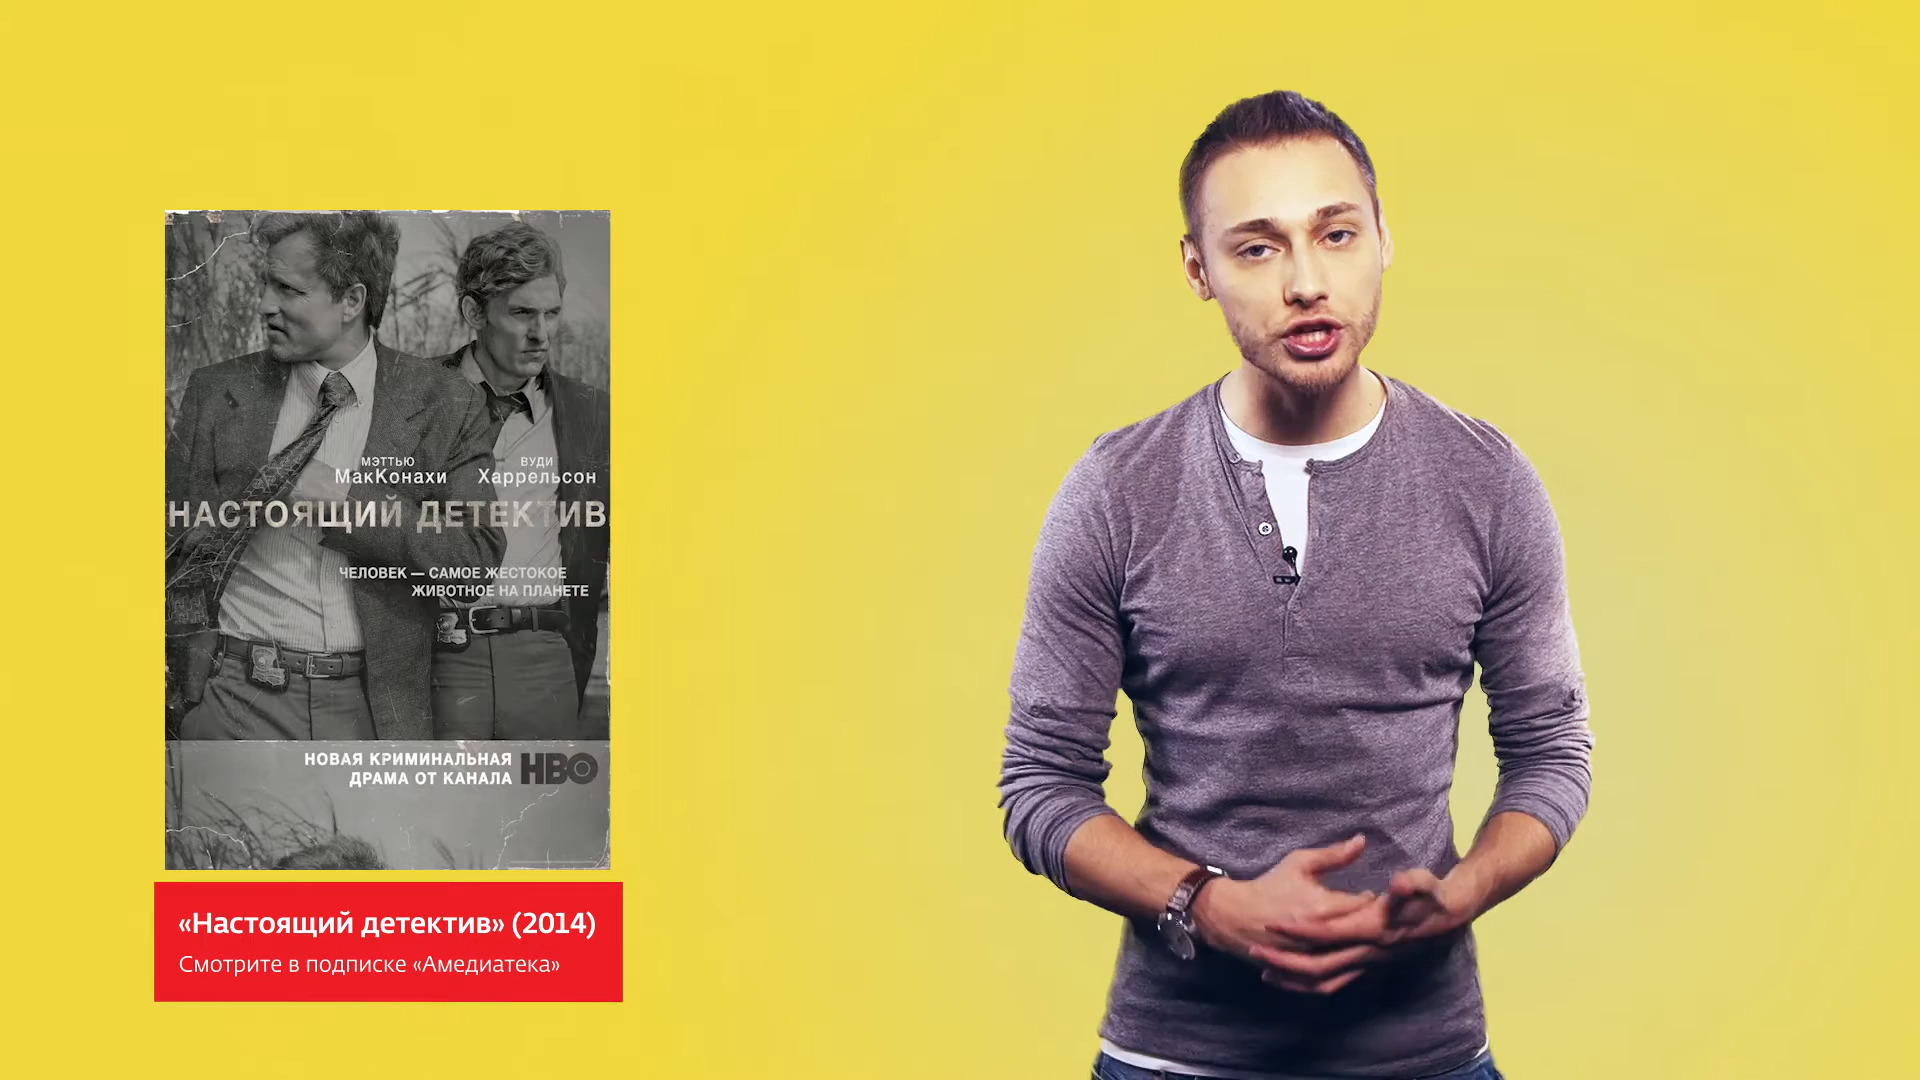 МЭТТЬЮ ВУДИ
МакКонахи Харрельсон
НАСТОЯЩИЙ ДЕТЕКТИВ
ЧЕЛОВЕК — САМОЕ ЖЕСТОКОЕ
ЖИВОТНОЕ НА ПЛАНЕТЕ
НОВАЯ КРИМИНАЛЬНАЯ
ДРАМА ОТ КАНАЛА HBO
«Настоящий детектив» (2014)
Смотрите в подписке «Амедиатека»